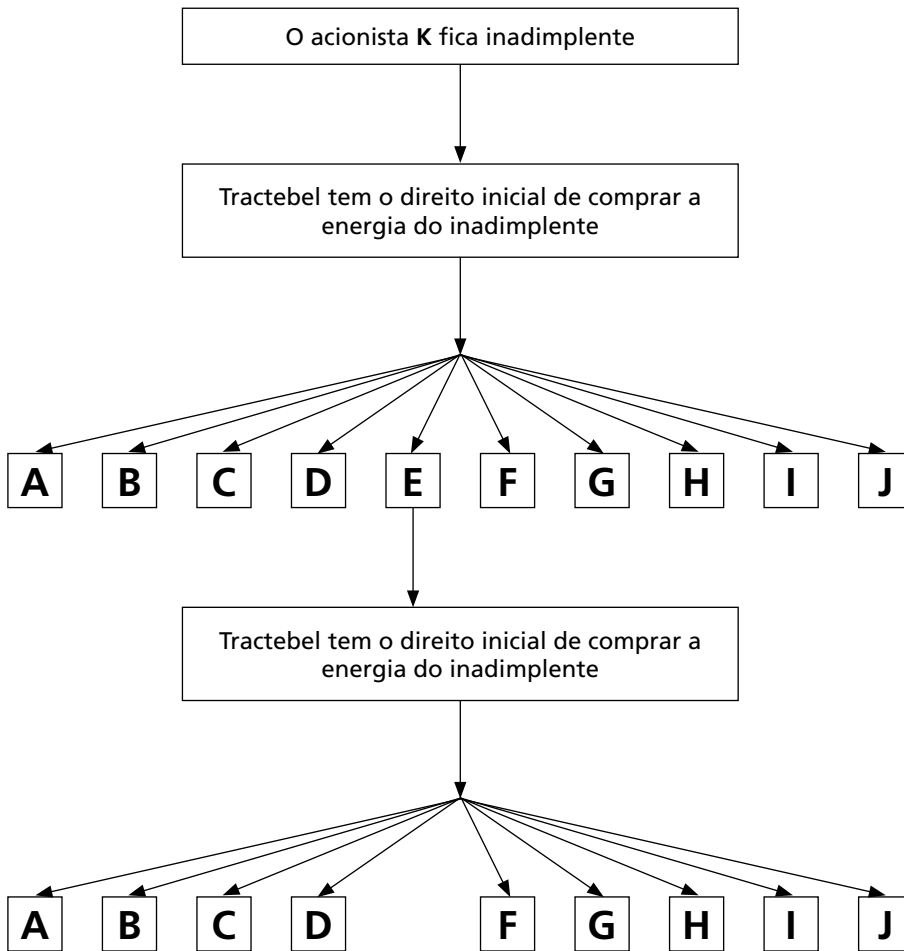 O acionista K fica inadimplente
Tractebel tem o direito inicial de comprar a
energia do inadimplente
A B C D E F G H I J
Tractebel tem o direito inicial de comprar a
energia do inadimplente
A B C D F G H I J